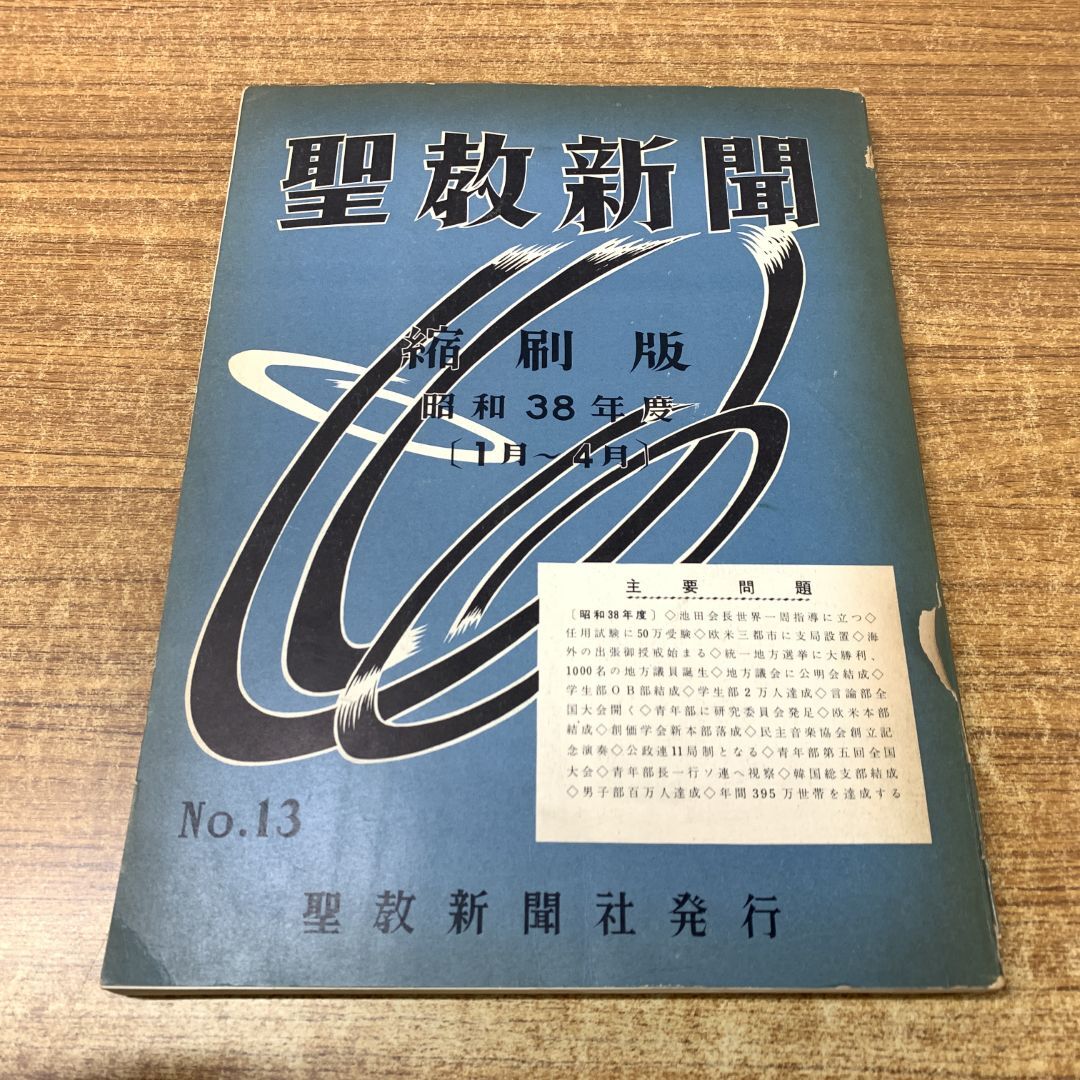 聖教新聞
縮刷版
昭和38年度
〔1月～4月〕
主要問題
〔昭和38年度〕◇池田会長世界一周指導に立つ◇
任用試験に50万受験◇欧米三都市に支局設置◇海
外の出張御授戒始まる◇統一地方選挙に大勝利、
1000名の地方議員誕生◇地方議会に公明会結成◇
学生部OB部結成◇学生部2万人達成◇言論部全
国大会開く◇青年部に研究委員会発足◇欧米本部
結成◇創価学会新本部落成◇民主音楽協会創立記
念演奏◇公政連11局制となる◇青年部第五回全国
大会◇青年部長一行ソ連へ視察◇韓国総支部結成
◇男子部百万人達成◇年間395万世帯を達成する
No.13
聖教新聞社発行